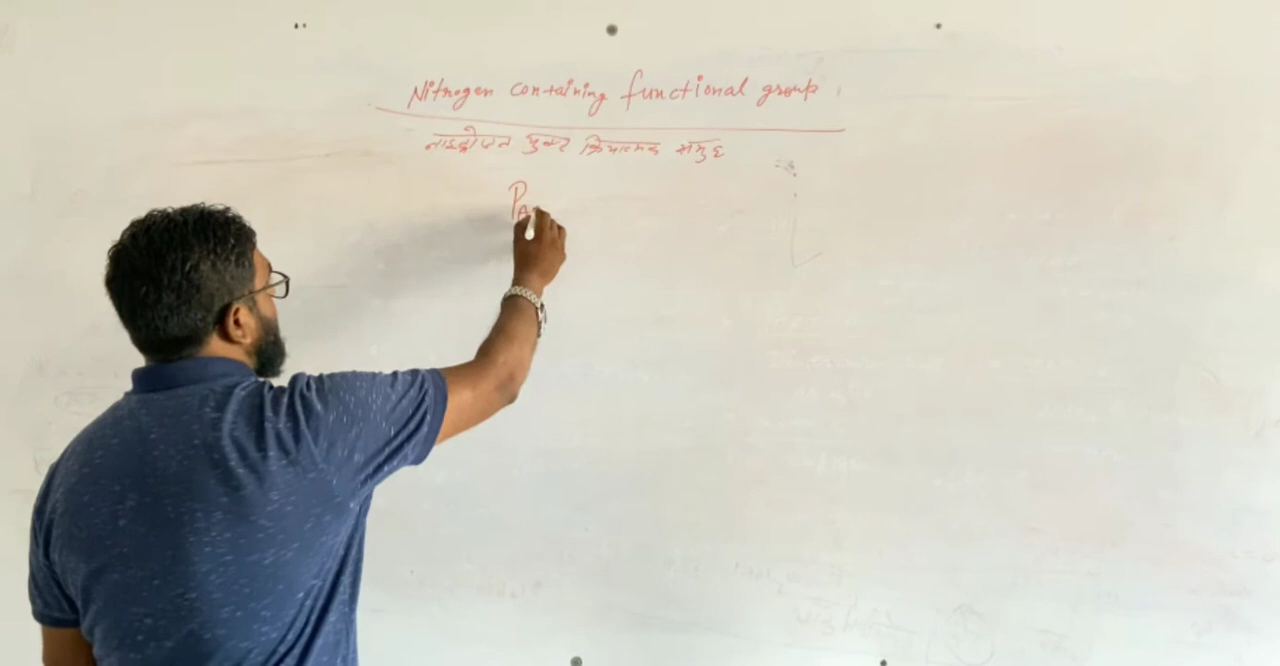 Nitrogen containing functional group
नाइट्रोजन युक्त क्रियात्मक समुह
PA